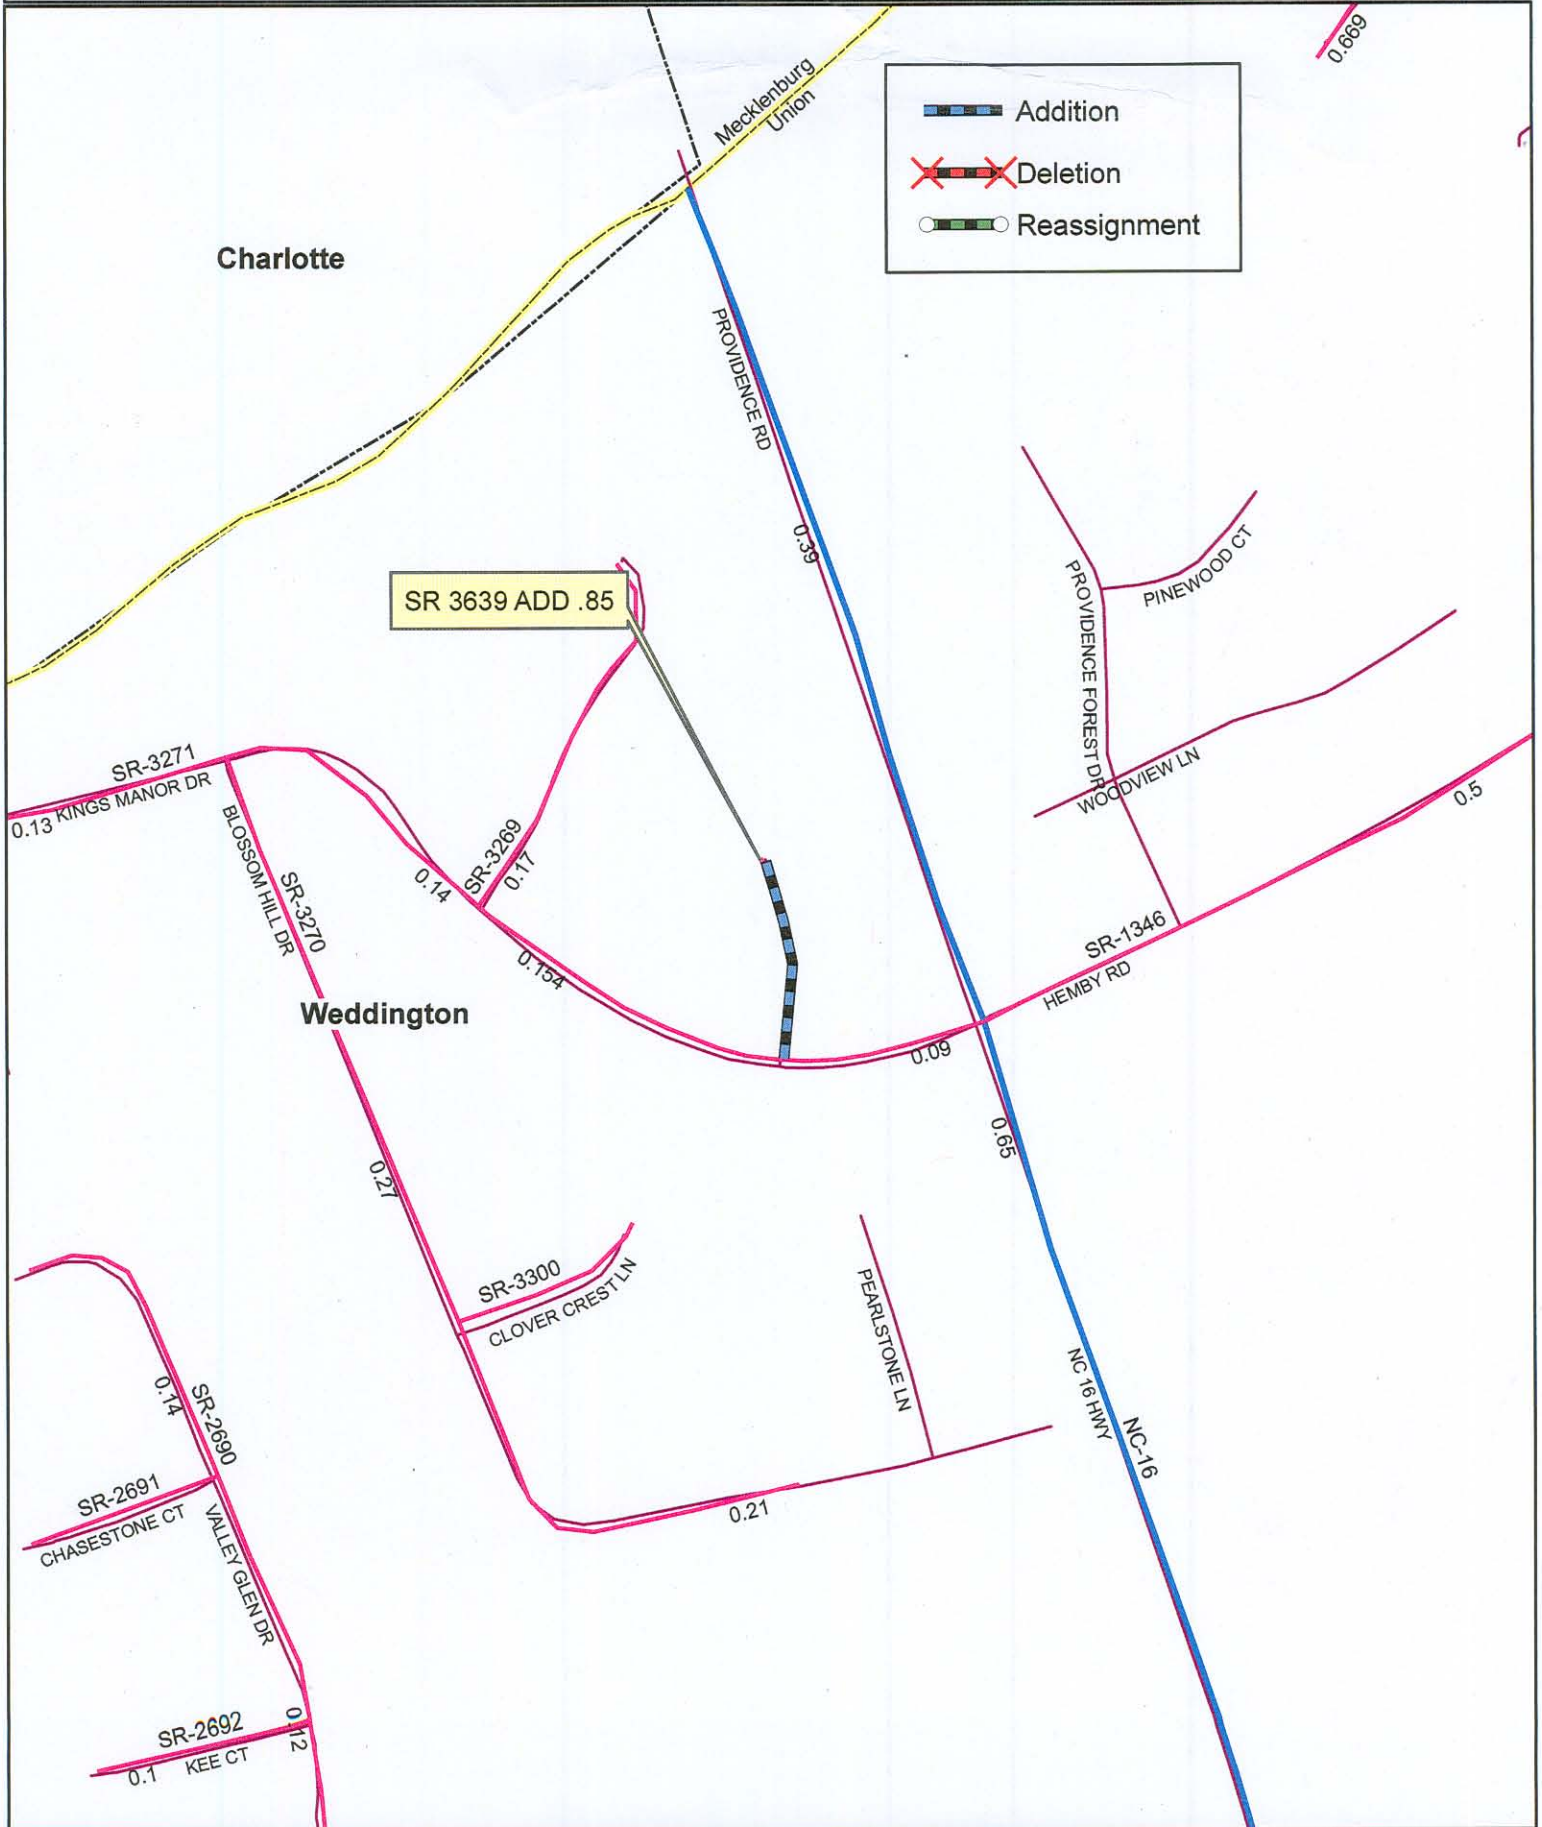 0.669
Mecklenburg
Union
Addition
Deletion
Reassignment
Charlotte
PROVIDENCE RD
0.39
SR 3639 ADD .85
PINEWOOD CT
PROVIDENCE FOREST DR
WOODVIEW LN
0.5
SR-3271
KINGS MANOR DR
0.13
BLOSSOM HILL DR
SR-3270
0.14
SR-3269
0.17
0.154
SR-1346
HEMBY RD
Weddington
0.09
0.65
0.27
SR-3300
CLOVER CREST LN
PEARLSTONE LN
NC 16 HWY
NC-16
0.14
SR-2690
SR-2691
CHASESTONE CT
VALLEY GLEN DR
0.21
SR-2692
KEE CT
0.1
0.12